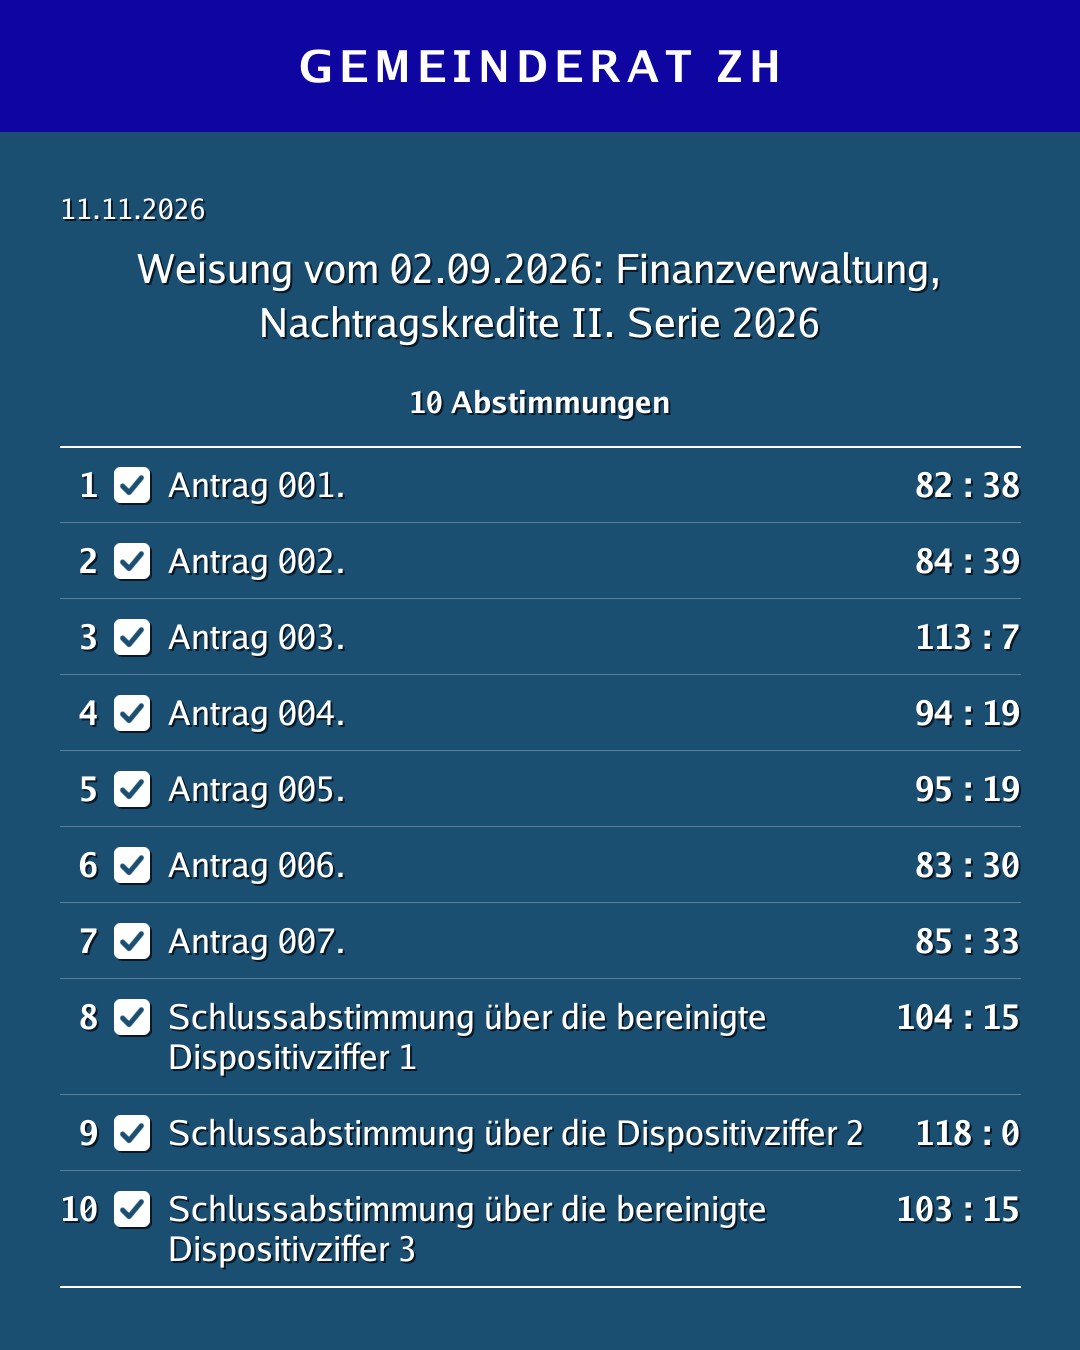 GEMEINDERAT ZH
11.11.2026
Weisung vom 02.09.2026: Finanzverwaltung,
Nachtragskredite II. Serie 2026
10 Abstimmungen
1 Antrag 001. 82 : 38
2 Antrag 002. 84 : 39
3 Antrag 003. 113 : 7
4 Antrag 004. 94 : 19
5 Antrag 005. 95 : 19
6 Antrag 006. 83 : 30
7 Antrag 007. 85 : 33
8 Schlussabstimmung über die bereinigte 104 : 15
Dispositivziffer 1
9 Schlussabstimmung über die Dispositivziffer 2 118 : 0
10 Schlussabstimmung über die bereinigte 103 : 15
Dispositivziffer 3